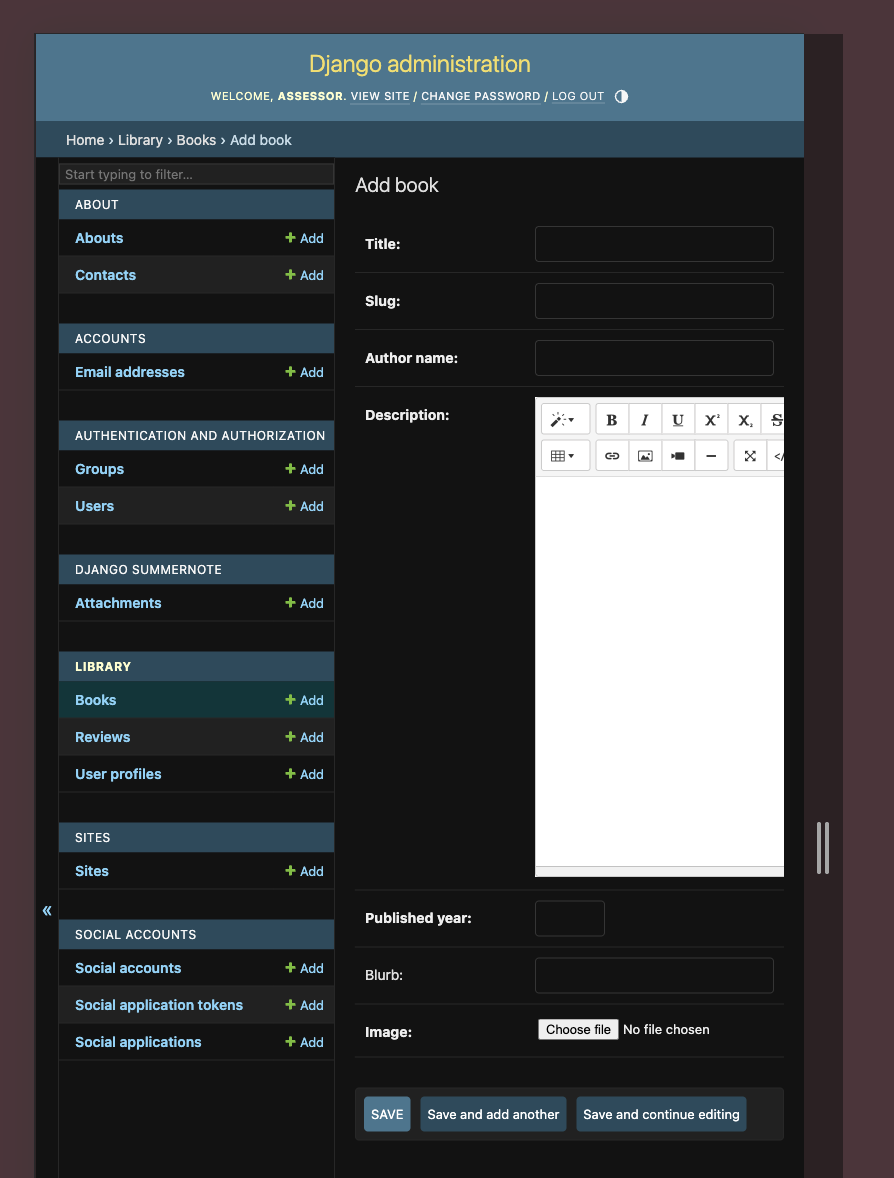 Django administration
WELCOME, ASSESSOR. VIEW SITE / CHANGE PASSWORD / LOG OUT
Home › Library › Books › Add book
Start typing to filter...
ABOUT
Abouts + Add
Contacts + Add
ACCOUNTS
Email addresses + Add
AUTHENTICATION AND AUTHORIZATION
Groups + Add
Users + Add
DJANGO SUMMERNOTE
Attachments + Add
LIBRARY
Books + Add
Reviews + Add
User profiles + Add
SITES
Sites + Add
SOCIAL ACCOUNTS
Social accounts + Add
Social application tokens + Add
Social applications + Add
«
Add book
Title:
Slug:
Author name:
Description:
B I U X² X₂ S
</
Published year:
Blurb:
Image: Choose file No file chosen
SAVE Save and add another Save and continue editing